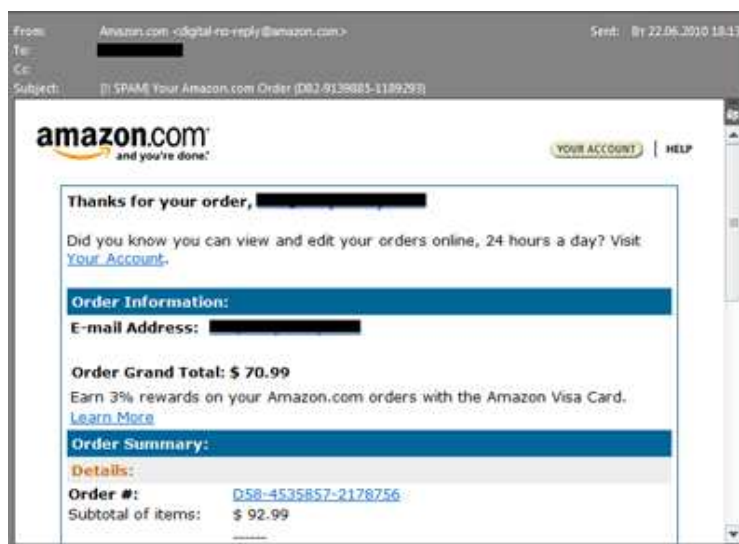 From: Amazon.com <digital-no-reply@amazon.com> Sent: Вт 22.06.2010 18:13
To:
Cc:
Subject: [!! SPAM] Your Amazon.com Order (D82-9139885-1189293)
amazon.com
and you're done.
YOUR ACCOUNT | HELP
Thanks for your order,
Did you know you can view and edit your orders online, 24 hours a day? Visit
Your Account.
Order Information:
E-mail Address:
Order Grand Total: $ 70.99
Earn 3% rewards on your Amazon.com orders with the Amazon Visa Card.
Learn More
Order Summary:
Details:
Order #: D58-4535857-2178756
Subtotal of items: $ 92.99
------